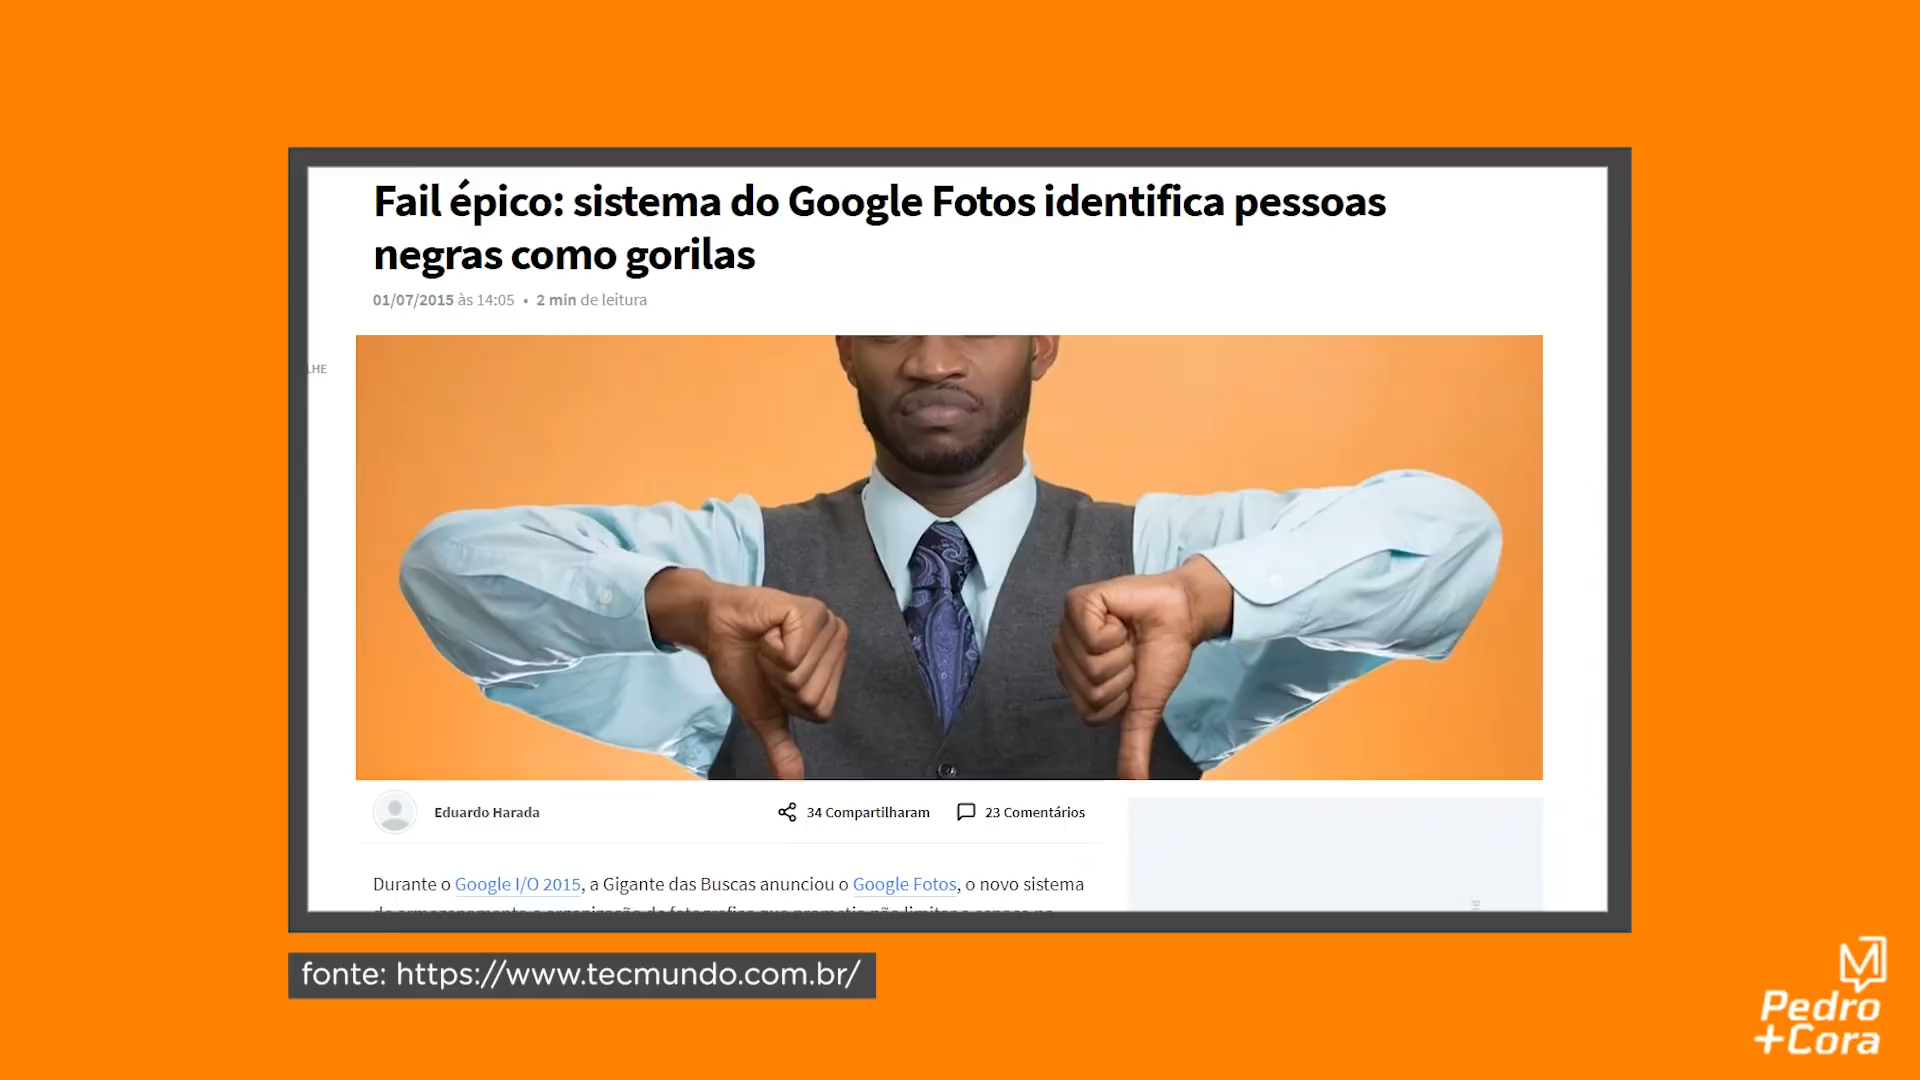 Fail épico: sistema do Google Fotos identifica pessoas
negras como gorilas
01/07/2015 às 14:05 • 2 min de leitura
LHE
Eduardo Harada
34 Compartilharam
23 Comentários
Durante o Google I/O 2015, a Gigante das Buscas anunciou o Google Fotos, o novo sistema
fonte: https://www.tecmundo.com.br/
M
Pedro
+Cora